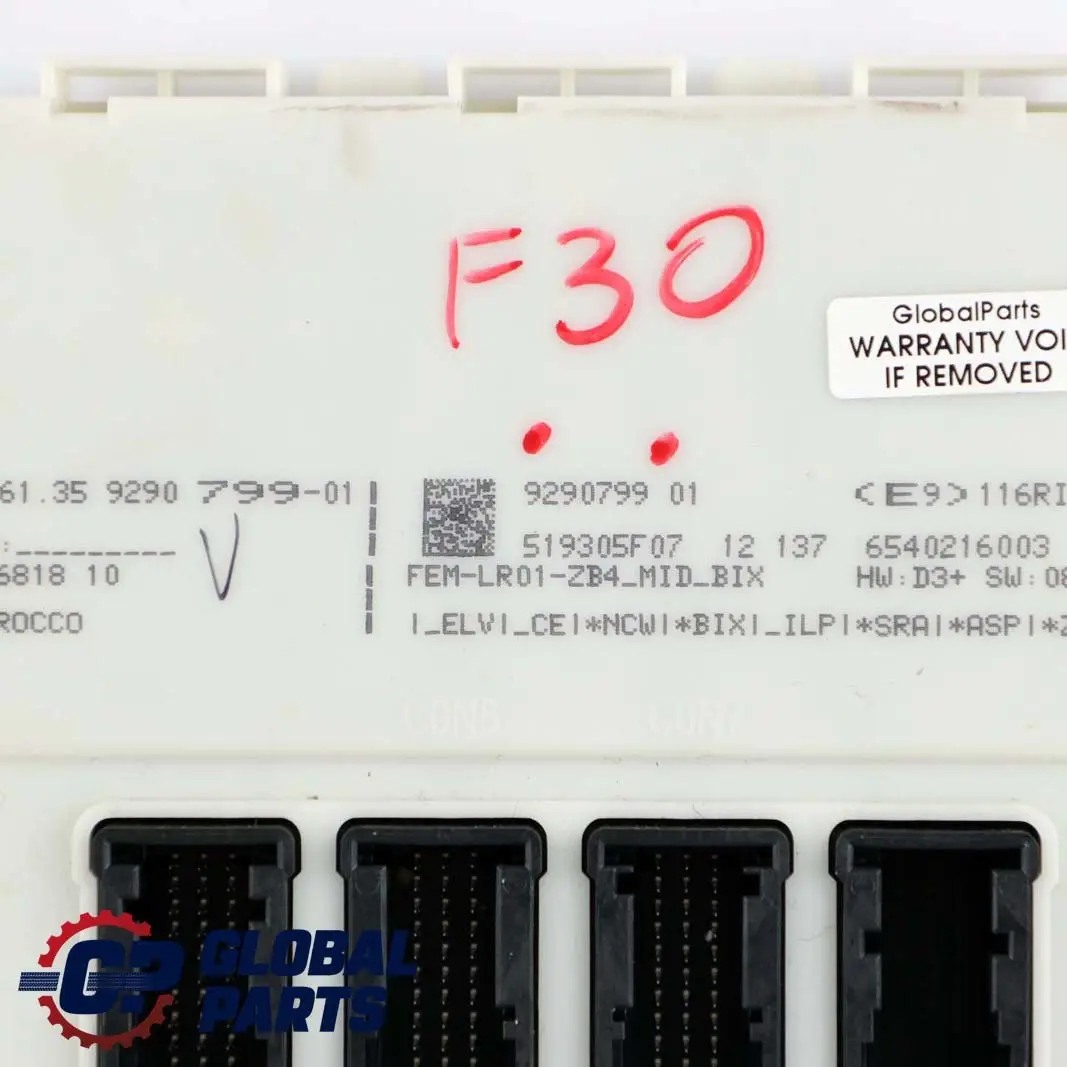 F30
GlobalParts
WARRANTY VOI
IF REMOVED
61.35 9290 799-01
9290799 01
<E9> 116RI
:_________
519305F07 12 137 6540216003
6818 10
FEM-LR01-ZB4_MID_BIX
HW:D3+ SW:08
ROCCO
|_ELV|_CE|*NCW|*BIX|_ILP|*SRA|*ASP|*Z
GP GLOBAL
PARTS